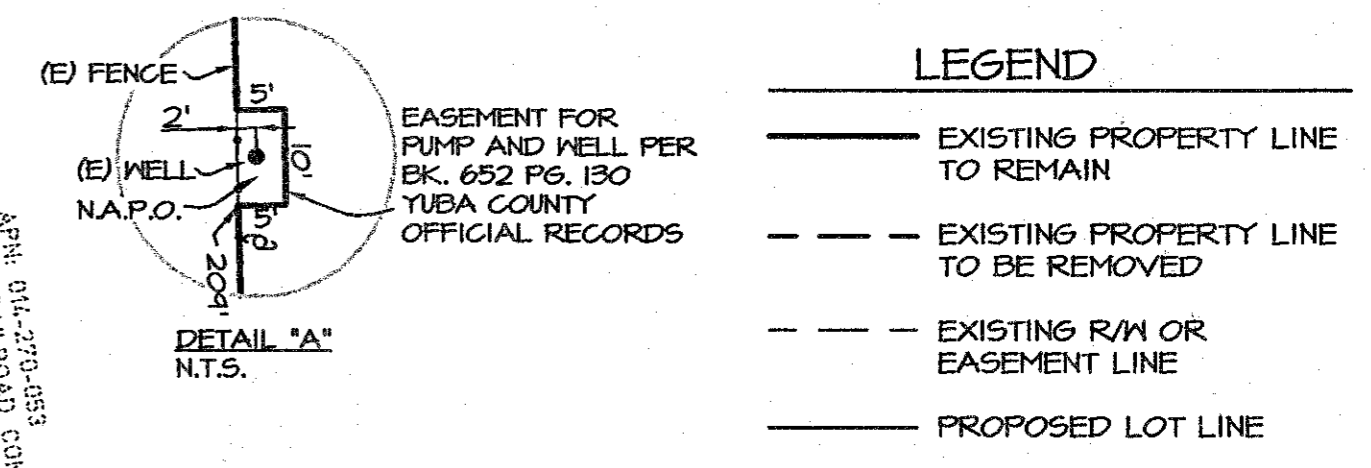 (E) FENCE
5'
2'
(E) WELL
N.A.P.O.
10'
5'
209'
EASEMENT FOR
PUMP AND WELL PER
BK. 652 PG. 130
YUBA COUNTY
OFFICIAL RECORDS
DETAIL "A"
N.T.S.
APN: 014-270-053
LEGEND
EXISTING PROPERTY LINE
TO REMAIN
EXISTING PROPERTY LINE
TO BE REMOVED
EXISTING R/W OR
EASEMENT LINE
PROPOSED LOT LINE